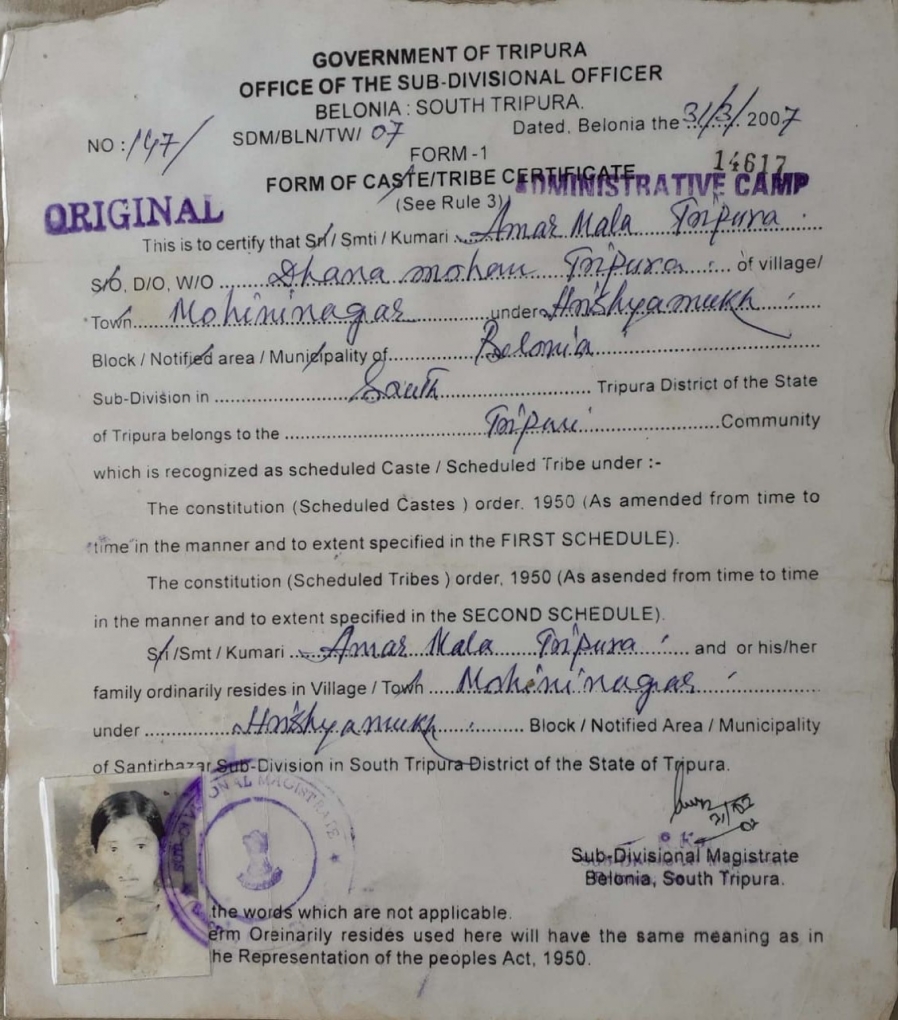 GOVERNMENT OF TRIPURA
OFFICE OF THE SUB-DIVISIONAL OFFICER
BELONIA : SOUTH TRIPURA.
NO : 147/ SDM/BLN/TW/ 07 Dated, Belonia the 31/3/ 2007
FORM -1
14617
FORM OF CASTE/TRIBE CERTIFICATE
ADMINISTRATIVE CAMP
ORIGINAL
(See Rule 3)
This is to certify that Sri / Smti / Kumari Amar Mala Tripura
S/o, D/O, W/O Dhana mohan Tripura of village/
Town Mohininagar under Hrishyamukh
Block / Notified area / Municipality of Belonia
Sub-Division in South Tripura District of the State
of Tripura belongs to the Tripuri Community
which is recognized as scheduled Caste / Scheduled Tribe under :-
The constitution (Scheduled Castes ) order. 1950 (As amended from time to
time in the manner and to extent specified in the FIRST SCHEDULE).
The constitution (Scheduled Tribes ) order, 1950 (As asended from time to time
in the manner and to extent specified in the SECOND SCHEDULE).
Sri /Smt / Kumari Amar Mala Tripura and or his/her
family ordinarily resides in Village / Town Mohininagar
under Hrishyamukh Block / Notified Area / Municipality
of Santirbazar Sub-Division in South Tripura District of the State of Tripura.
Sub-Divisional Magistrate
Belonia, South Tripura.
SUB-DIVISIONAL MAGISTRATE
the words which are not applicable.
erm Oreinarily resides used here will have the same meaning as in
he Representation of the peoples Act, 1950.